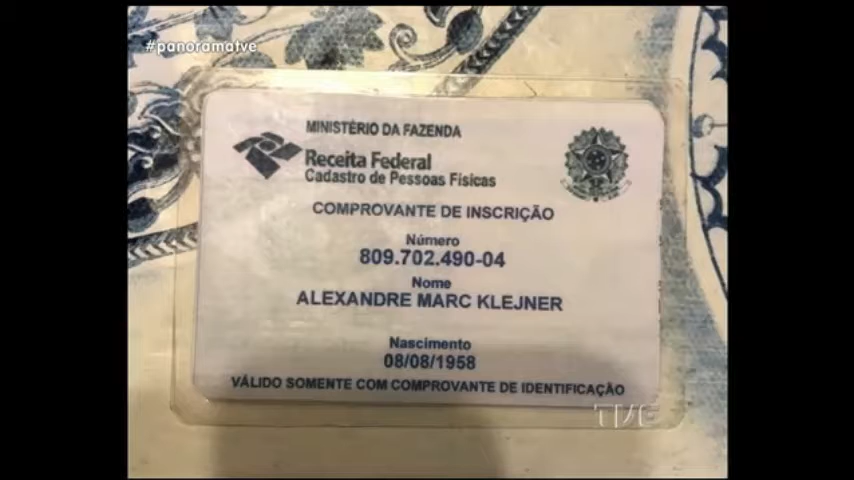 #panoramatve
MINISTÉRIO DA FAZENDA
Receita Federal
Cadastro de Pessoas Físicas
COMPROVANTE DE INSCRIÇÃO
Número
809.702.490-04
Nome
ALEXANDRE MARC KLEJNER
Nascimento
08/08/1958
VÁLIDO SOMENTE COM COMPROVANTE DE IDENTIFICAÇÃO
TVE